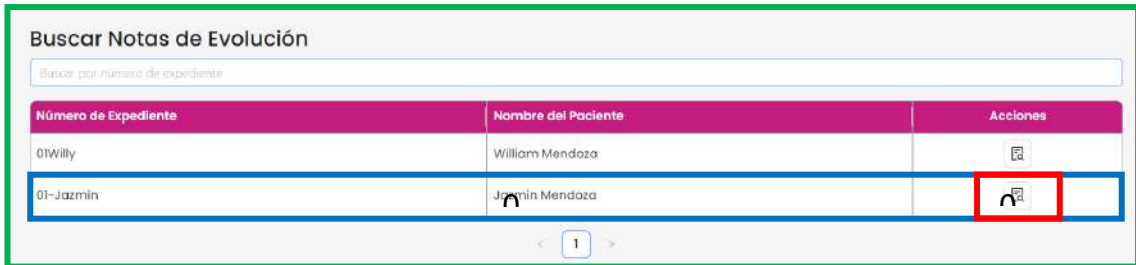 Buscar Notas de Evolución
Buscar por número de expediente
Número de Expediente Nombre del Paciente Acciones
01Willy William Mendoza
01-Jazmin Jazmin Mendoza
< 1 >